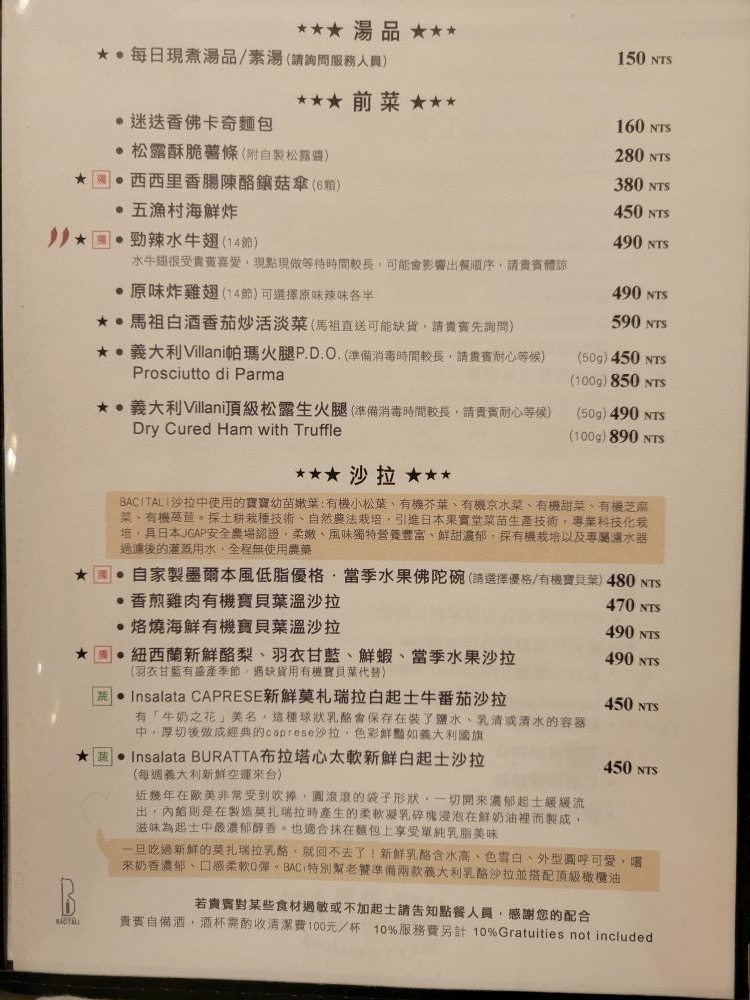 ★★★ 湯品 ★★★
★ • 每日現煮湯品/素湯(請詢問服務人員) 150 NT$
★★★ 前菜 ★★★
• 迷迭香佛卡奇麵包 160 NT$
• 松露酥脆薯條(附自製松露醬) 280 NT$
★ 獨 • 西西里香腸陳酪鑲菇傘(6顆) 380 NT$
• 五漁村海鮮炸 450 NT$
★ 獨 • 勁辣水牛翅(14節) 490 NT$
水牛翅很受貴賓喜愛,現點現做等待時間較長,可能會影響出餐順序,請貴賓體諒
• 原味炸雞翅(14節)可選擇原味辣味各半 490 NT$
★ • 馬祖白酒香茄炒活淡菜(馬祖直送可能缺貨,請貴賓先詢問) 590 NT$
★ • 義大利Villani帕瑪火腿P.D.O.(準備消毒時間較長,請貴賓耐心等候) (50g) 450 NT$
Prosciutto di Parma (100g) 850 NT$
★ • 義大利Villani頂級松露生火腿(準備消毒時間較長,請貴賓耐心等候) (50g) 490 NT$
Dry Cured Ham with Truffle (100g) 890 NT$
★★★ 沙拉 ★★★
BACITALI沙拉中使用的寶寶幼苗嫩葉:有機小松葉、有機芥葉、有機京水菜、有機甜菜、有機芝麻
菜、有機萵苣。採土耕栽種技術、自然農法栽培,引進日本果實堂菜苗生產技術,專業科技化栽
培,具日本JGAP安全農場認證,柔嫩、風味獨特營養豐富、鮮甜濃郁,採有機栽培以及專屬濾水器
過濾後的灌溉用水,全程無使用農藥
★ 獨 • 自家製墨爾本風低脂優格.當季水果佛陀碗(請選擇優格/有機寶貝葉) 480 NT$
• 香煎雞肉有機寶貝葉溫沙拉 470 NT$
• 烙燒海鮮有機寶貝葉溫沙拉 490 NT$
★ 獨 • 紐西蘭新鮮酪梨、羽衣甘藍、鮮蝦、當季水果沙拉 490 NT$
(羽衣甘藍有盛產季節,遇缺貨用有機寶貝葉代替)
蔬 • Insalata CAPRESE新鮮莫札瑞拉白起士牛番茄沙拉 450 NT$
有「牛奶之花」美名,這種球狀乳酪會保存在裝了鹽水、乳清或清水的容器
中,厚切後做成經典的caprese沙拉,色彩鮮豔如義大利國旗
★ 蔬 • Insalata BURATTA布拉塔心太軟新鮮白起士沙拉 450 NT$
(每週義大利新鮮空運來台)
近幾年在歐美非常受到吹捧,圓滾滾的袋子形狀,一切開來濃郁起士緩緩流
出,內餡則是在製造莫扎瑞拉時產生的柔軟凝乳碎塊浸泡在鮮奶油裡而製成,
滋味為起士中最濃郁醇香。也適合抹在麵包上享受單純乳脂美味
一旦吃過新鮮的莫扎瑞拉乳酪,就回不去了!新鮮乳酪含水高、色雪白、外型圓呼可愛,嚐
來奶香濃郁、口感柔軟Q彈。BACi特別幫老饕準備兩款義大利乳酪沙拉並搭配頂級橄欖油
若貴賓對某些食材過敏或不加起士請告知點餐人員,感謝您的配合
貴賓自備酒,酒杯需酌收清潔費100元/杯 10%服務費另計 10%Gratuities not included
BACITALI